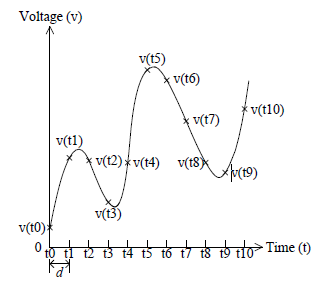 Voltage (v)
v(t5)
v(t6)
v(t10)
v(t7)
v(t1)
v(t2) v(t4) v(t8)
v(t9)
v(t3)
v(t0)
0 Time (t)
t0 t1 t2 t3 t4 t5 t6 t7 t8 t9 t10
d